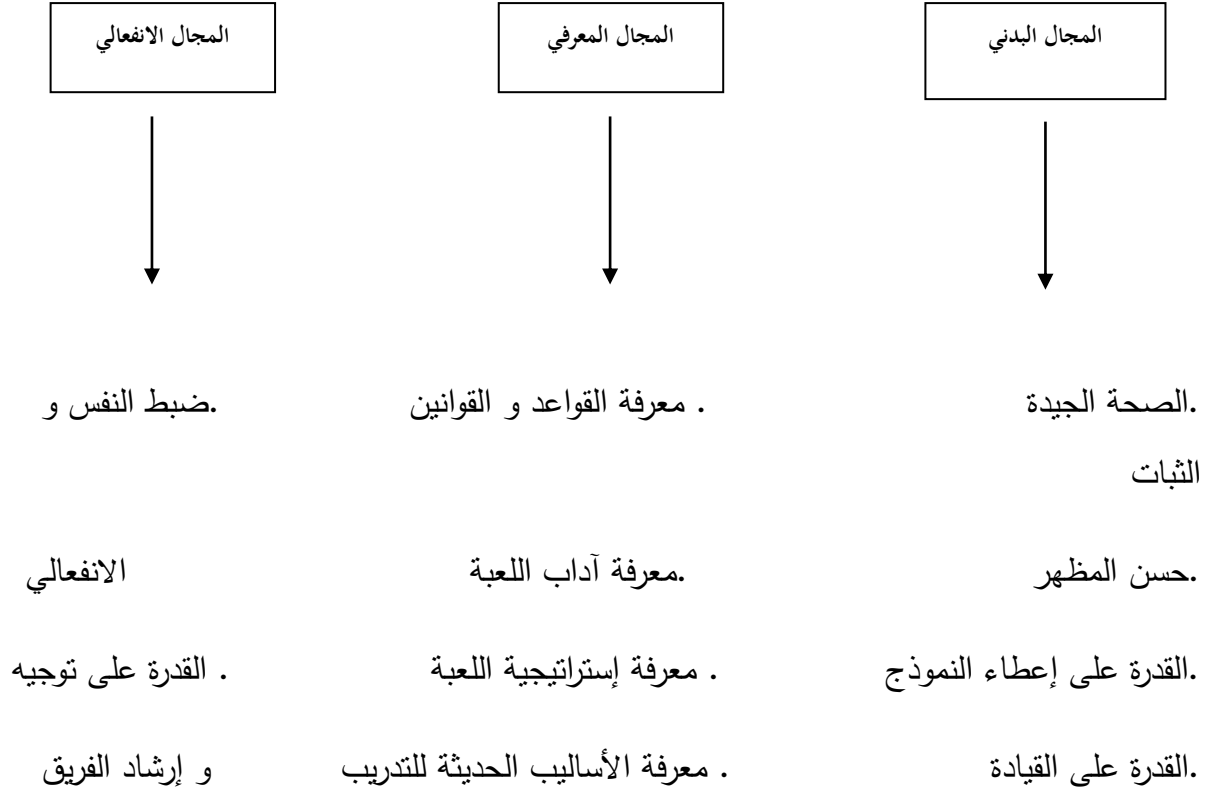 المجال البدني
المجال المعرفي
المجال الانفعالي
.الصحة الجيدة . معرفة القواعد و القوانين .ضبط النفس و
الثبات
.حسن المظهر .معرفة آداب اللعبة الانفعالي
.القدرة على إعطاء النموذج . معرفة إستراتيجية اللعبة . القدرة على توجيه
.القدرة على القيادة . معرفة الأساليب الحديثة للتدريب و إرشاد الفريق